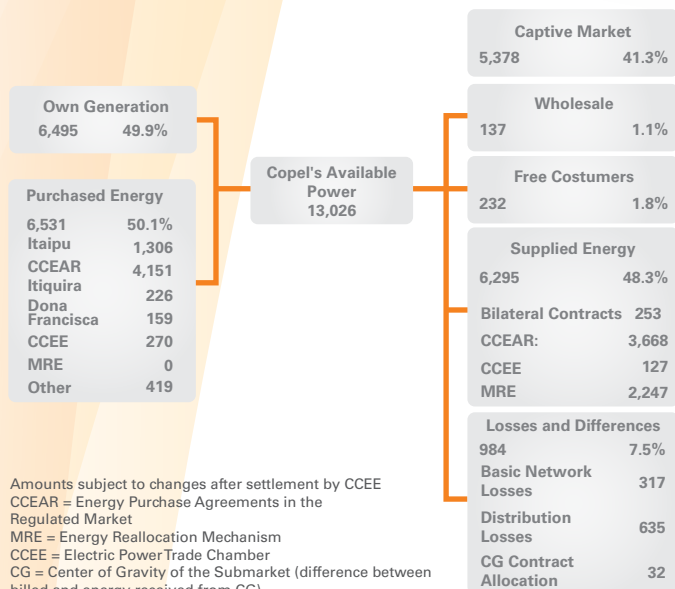 Own Generation
6,495 49.9%
Purchased Energy
6,531 50.1%
Itaipu 1,306
CCEAR 4,151
Itiquira 226
Dona
Francisca 159
CCEE 270
MRE 0
Other 419
Copel's Available
Power
13,026
Captive Market
5,378 41.3%
Wholesale
137 1.1%
Free Costumers
232 1.8%
Supplied Energy
6,295 48.3%
Bilateral Contracts 253
CCEAR: 3,668
CCEE 127
MRE 2,247
Losses and Differences
984 7.5%
Basic Network
Losses 317
Distribution
Losses 635
CG Contract
Allocation 32
Amounts subject to changes after settlement by CCEE
CCEAR = Energy Purchase Agreements in the
Regulated Market
MRE = Energy Reallocation Mechanism
CCEE = Electric Power Trade Chamber
CG = Center of Gravity of the Submarket (difference between
billed and energy received from CG)